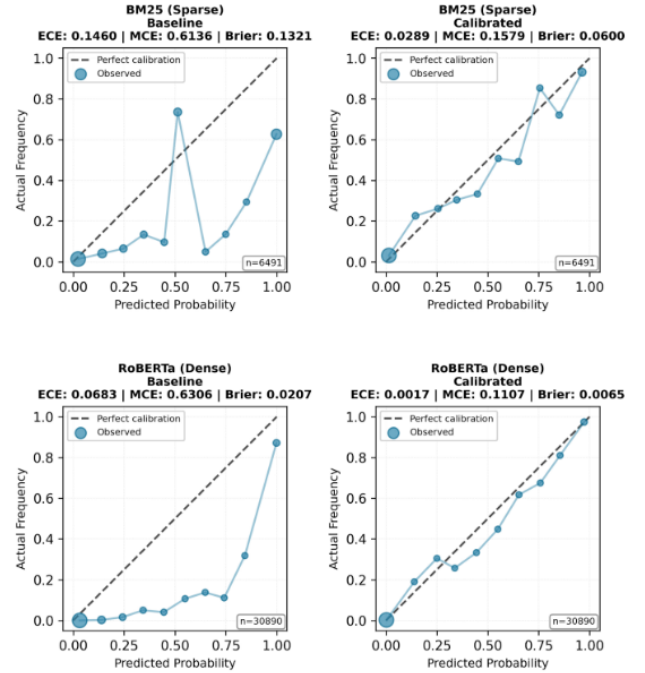 BM25 (Sparse)
Baseline
ECE: 0.1460 | MCE: 0.6136 | Brier: 0.1321
1.0
0.8
0.6
0.4
0.2
0.0
Actual Frequency
Perfect calibration
Observed
n=6491
0.00 0.25 0.50 0.75 1.00
Predicted Probability
BM25 (Sparse)
Calibrated
ECE: 0.0289 | MCE: 0.1579 | Brier: 0.0600
1.0
0.8
0.6
0.4
0.2
0.0
Actual Frequency
Perfect calibration
Observed
n=6491
0.00 0.25 0.50 0.75 1.00
Predicted Probability
RoBERTa (Dense)
Baseline
ECE: 0.0683 | MCE: 0.6306 | Brier: 0.0207
1.0
0.8
0.6
0.4
0.2
0.0
Actual Frequency
Perfect calibration
Observed
n=30890
0.00 0.25 0.50 0.75 1.00
Predicted Probability
RoBERTa (Dense)
Calibrated
ECE: 0.0017 | MCE: 0.1107 | Brier: 0.0065
1.0
0.8
0.6
0.4
0.2
0.0
Actual Frequency
Perfect calibration
Observed
n=30890
0.00 0.25 0.50 0.75 1.00
Predicted Probability